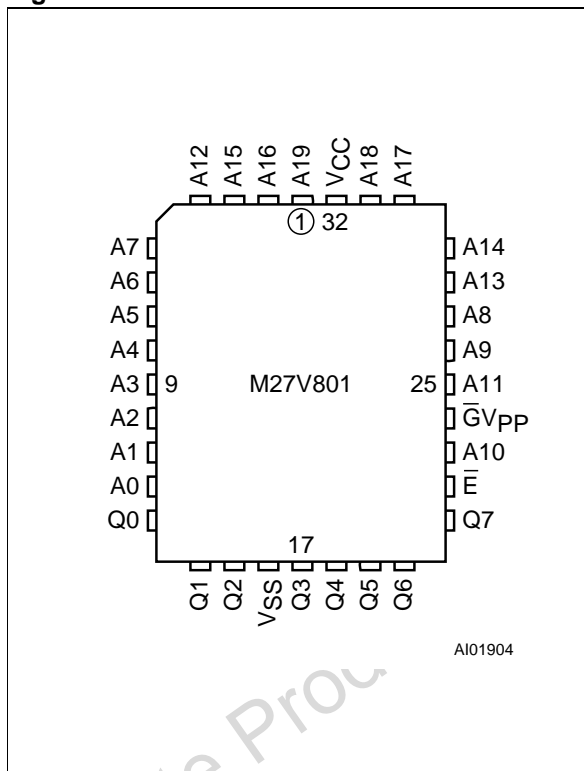 A12 A15 A16 A19 VCC A18 A17
1 32
A7 A14
A6 A13
A5 A8
A4 A9
A3 9 M27V801 25 A11
A2 G̅VPP
A1 A10
A0 E̅
Q0 Q7
17
Q1 Q2 VSS Q3 Q4 Q5 Q6
AI01904